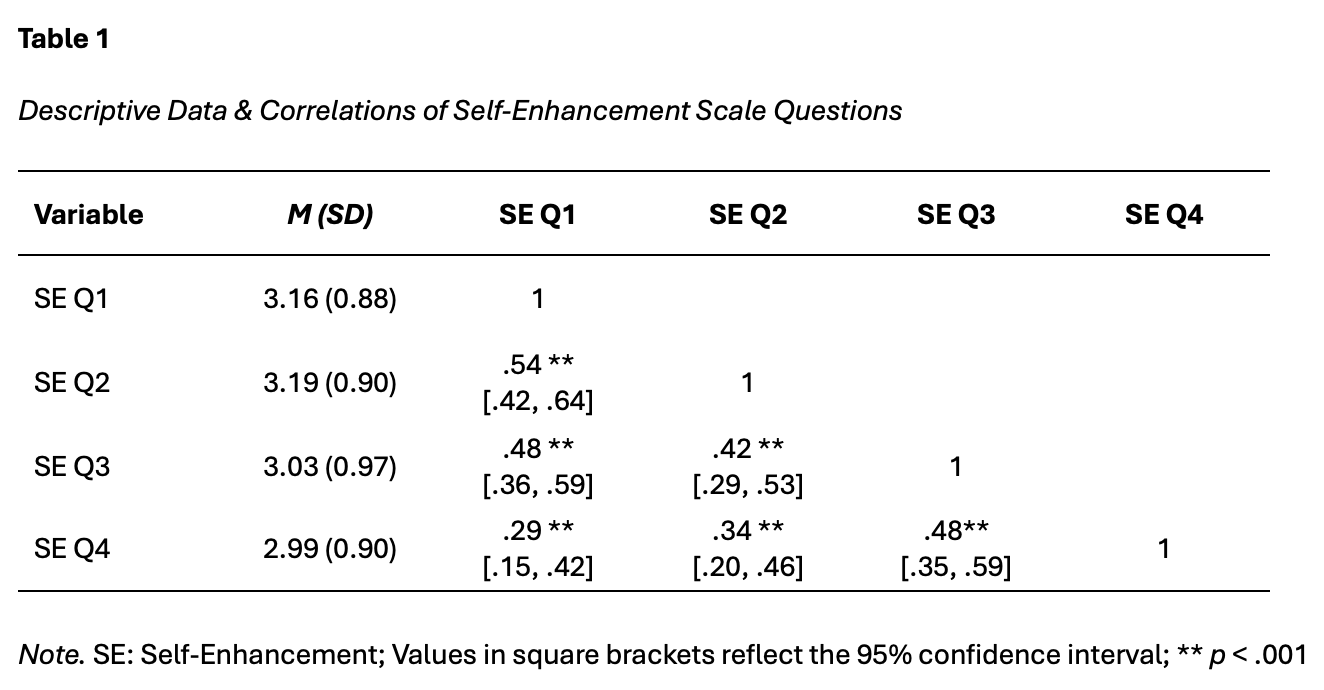 Table 1
Descriptive Data & Correlations of Self-Enhancement Scale Questions
Variable M (SD) SE Q1 SE Q2 SE Q3 SE Q4
SE Q1 3.16 (0.88) 1
SE Q2 3.19 (0.90) .54 ** 1
[.42, .64]
SE Q3 3.03 (0.97) .48 ** .42 ** 1
[.36, .59] [.29, .53]
SE Q4 2.99 (0.90) .29 ** .34 ** .48** 1
[.15, .42] [.20, .46] [.35, .59]
Note. SE: Self-Enhancement; Values in square brackets reflect the 95% confidence interval; ** p < .001